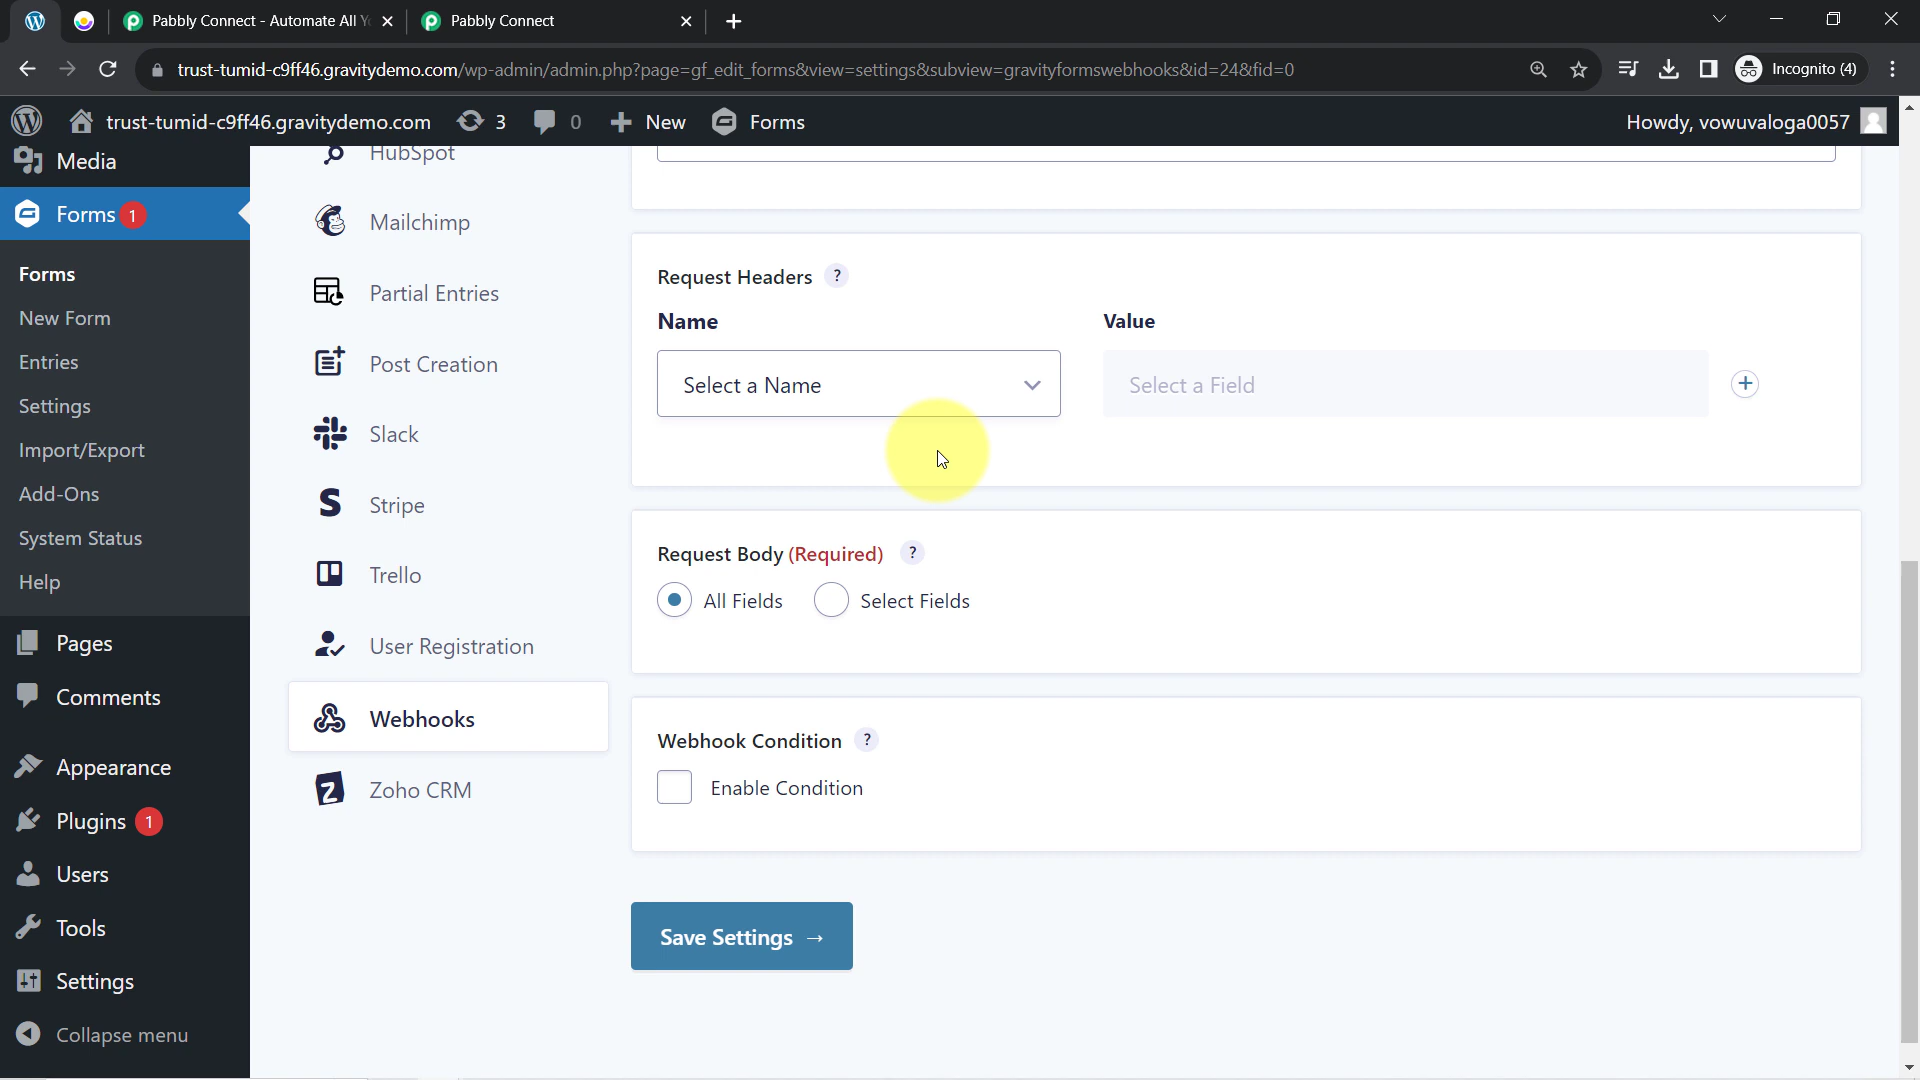 Pabbly Connect - Automate All Y
Pabbly Connect
trust-tumid-c9ff46.gravitydemo.com/wp-admin/admin.php?page=gf_edit_forms&view=settings&subview=gravityformswebhooks&id=24&fid=0
Incognito (4)
trust-tumid-c9ff46.gravitydemo.com
3
0
New
Forms
Howdy, vowuvaloga0057
Media
Forms 1
Forms
New Form
Entries
Settings
Import/Export
Add-Ons
System Status
Help
Pages
Comments
Appearance
Plugins 1
Users
Tools
Settings
Collapse menu
HubSpot
Mailchimp
Partial Entries
Post Creation
Slack
Stripe
Trello
User Registration
Webhooks
Zoho CRM
Request Headers ?
Name
Value
Select a Name
Select a Field
Request Body (Required) ?
All Fields
Select Fields
Webhook Condition ?
Enable Condition
Save Settings →